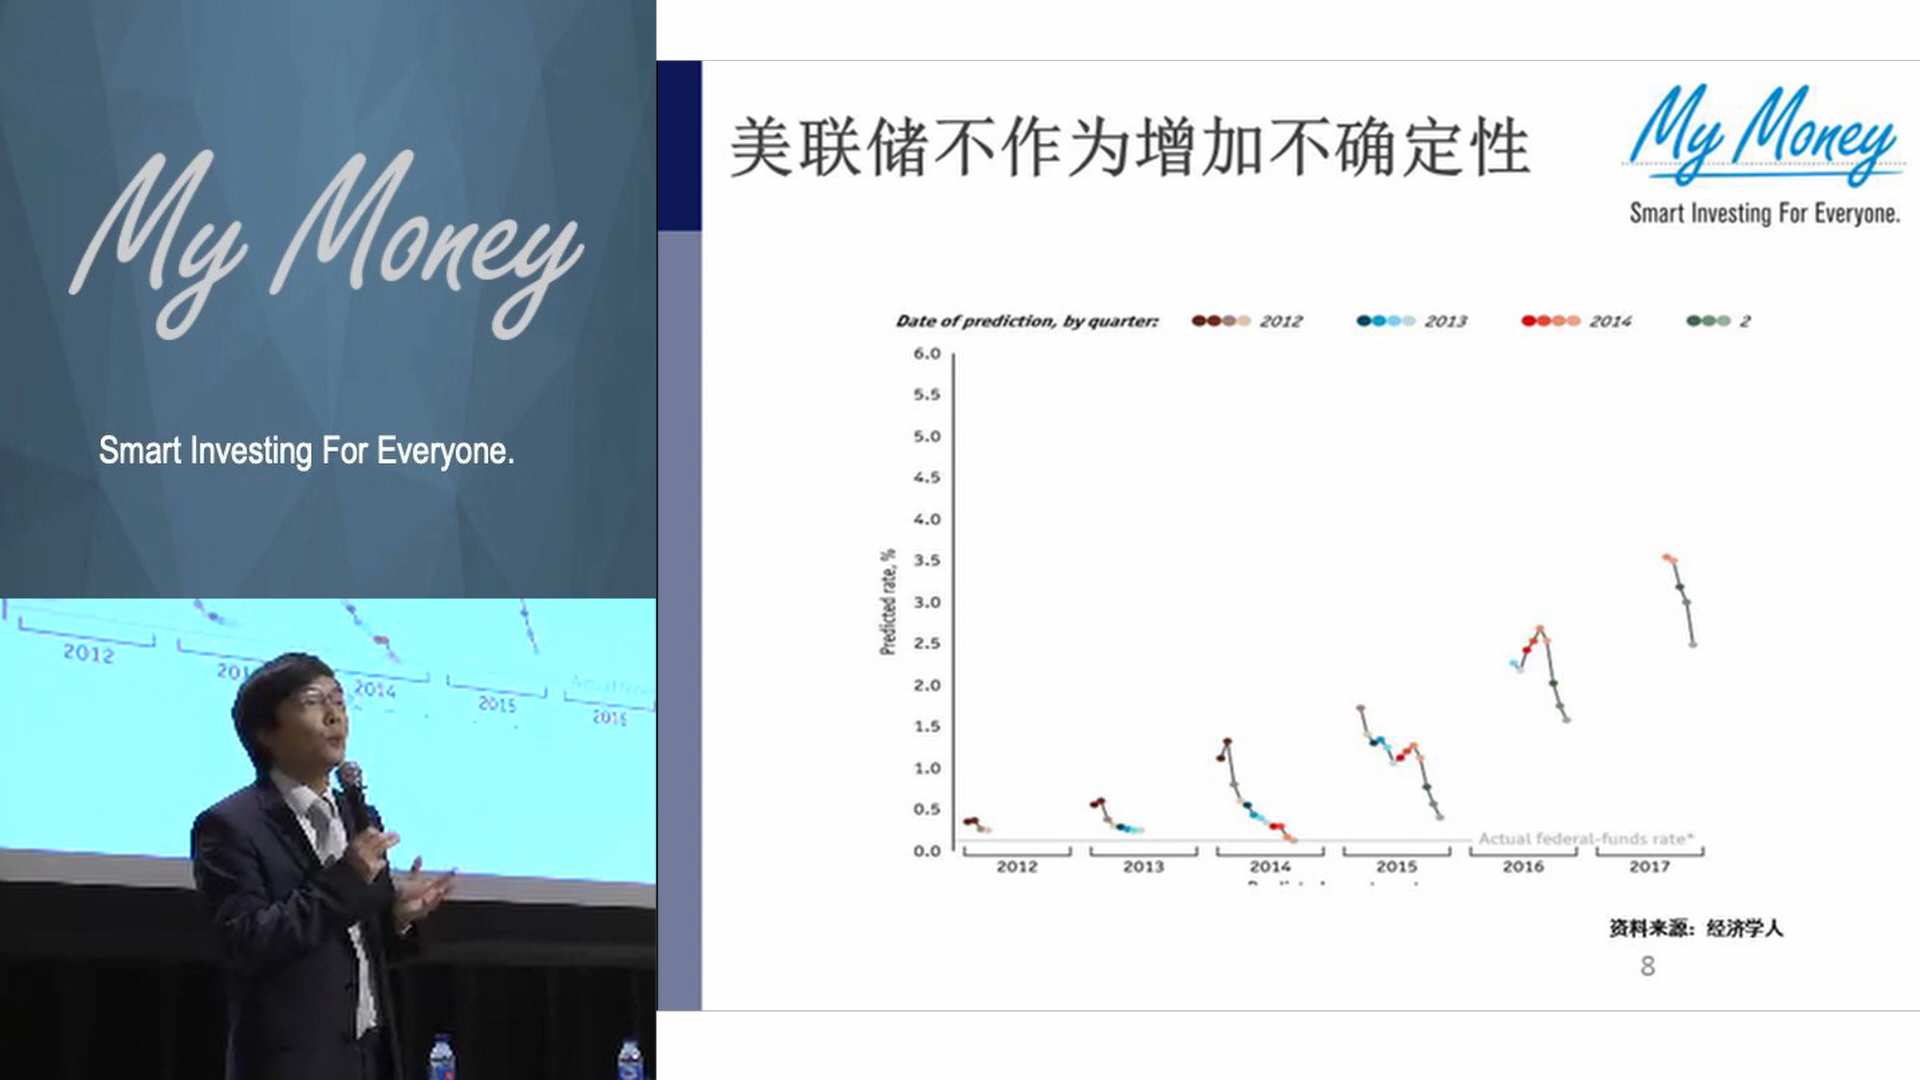 My Money
Smart Investing For Everyone.
2012
201
2014
2015
2016
美联储不作为增加不确定性
My Money
Smart Investing For Everyone.
Date of prediction, by quarter: 2012 2013 2014 2
6.0
5.5
5.0
4.5
4.0
3.5
3.0
2.5
2.0
1.5
1.0
0.5
0.0
Predicted rate, %
Actual federal-funds rate*
2012 2013 2014 2015 2016 2017
资料来源：经济学人
8